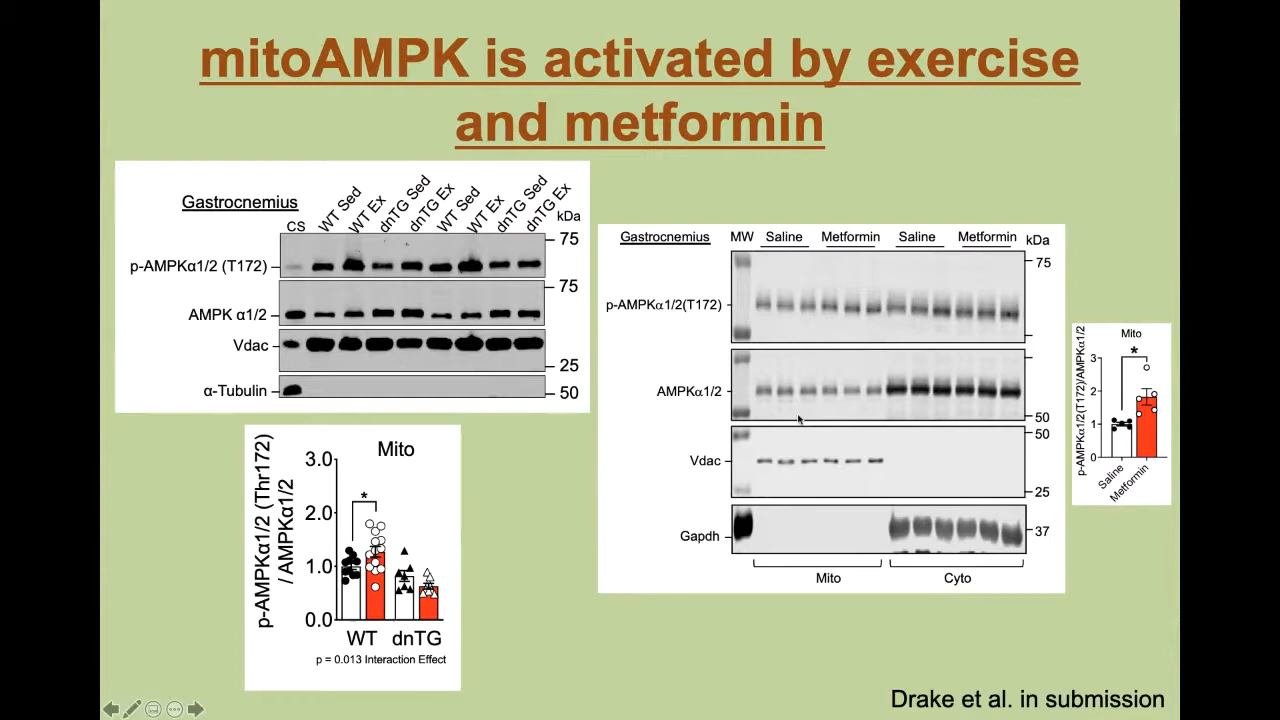 mitoAMPK is activated by exercise
and metformin
Gastrocnemius
Cs
WT Sed
WT Ex
dnTG Sed
dnTG Ex
WT Sed
WT Ex
dnTG Sed
dnTG Ex
kDa
75
p-AMPKα1/2 (T172)
75
AMPK α1/2
Vdac
25
α-Tubulin
50
Gastrocnemius
MW
Saline
Metformin
Saline
Metformin
kDa
75
p-AMPKα1/2(T172)
AMPKα1/2
50
50
Vdac
25
Gapdh
37
Mito
Cyto
Mito
p-AMPKα1/2(T172)/AMPKα1/2
3
2
1
0
*
Saline
Metformin
Mito
p-AMPKα1/2 (Thr172)
/ AMPKα1/2
3.0
2.0
1.0
0.0
*
WT
dnTG
p = 0.013 Interaction Effect
Drake et al. in submission